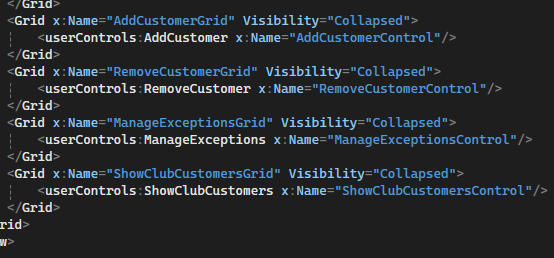 </Grid>
<Grid x:Name="AddCustomerGrid" Visibility="Collapsed">
<userControls:AddCustomer x:Name="AddCustomerControl"/>
</Grid>
<Grid x:Name="RemoveCustomerGrid" Visibility="Collapsed">
<userControls:RemoveCustomer x:Name="RemoveCustomerControl"/>
</Grid>
<Grid x:Name="ManageExceptionsGrid" Visibility="Collapsed">
<userControls:ManageExceptions x:Name="ManageExceptionsControl"/>
</Grid>
<Grid x:Name="ShowClubCustomersGrid" Visibility="Collapsed">
<userControls:ShowClubCustomers x:Name="ShowClubCustomersControl"/>
</Grid>
rid>
w>